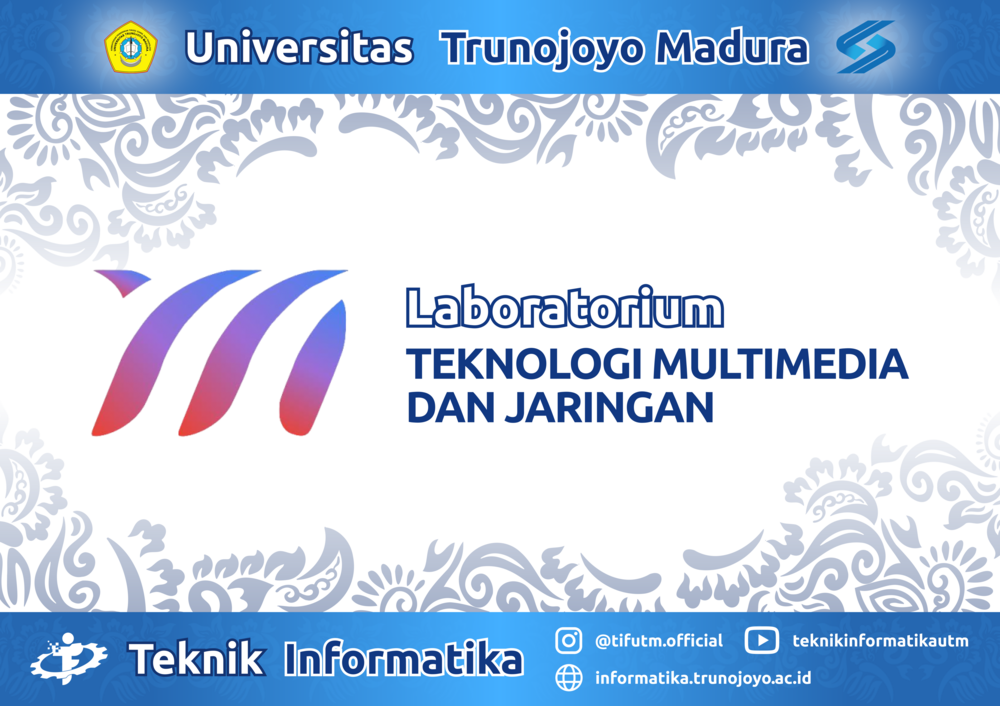 Universitas Trunojoyo Madura
Laboratorium
TEKNOLOGI MULTIMEDIA
DAN JARINGAN
Teknik Informatika
@tifutm.official
teknikinformatikautm
informatika.trunojoyo.ac.id